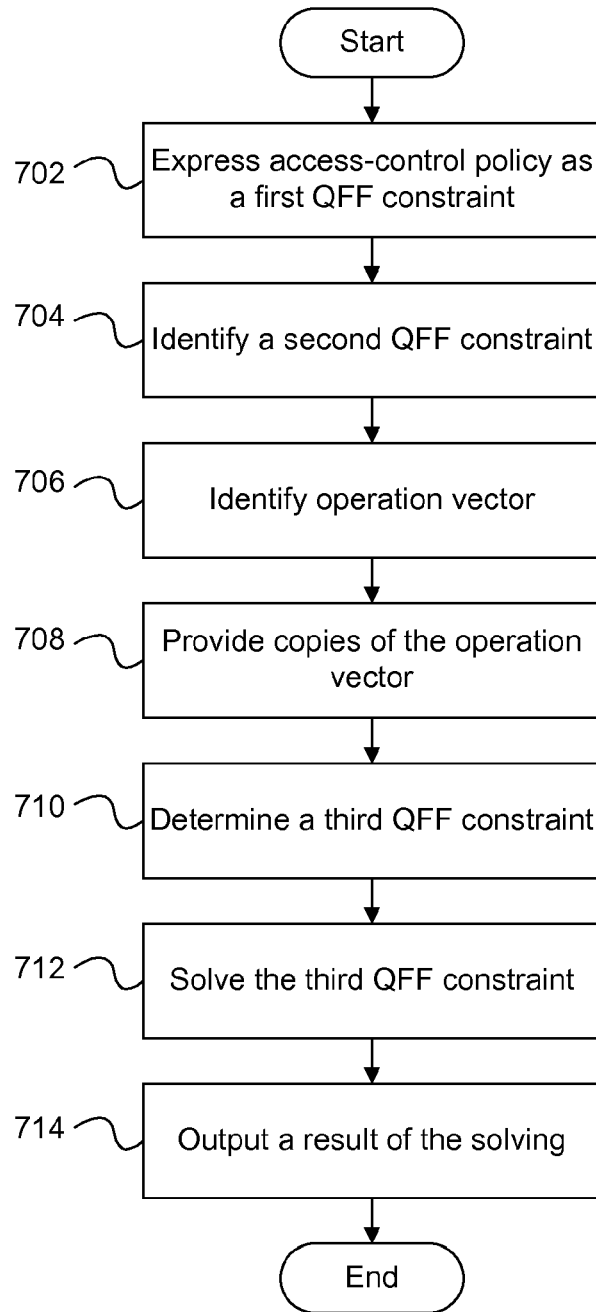 Start
702
Express access-control policy as
a first QFF constraint
704
Identify a second QFF constraint
706
Identify operation vector
708
Provide copies of the operation
vector
710
Determine a third QFF constraint
712
Solve the third QFF constraint
714
Output a result of the solving
End